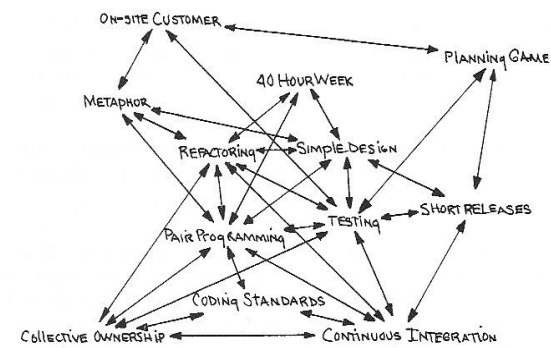 On-site Customer
Planning Game
40 Hour Week
Metaphor
Refactoring
Simple Design
Short Releases
Testing
Pair Programming
Coding Standards
Collective Ownership
Continuous Integration